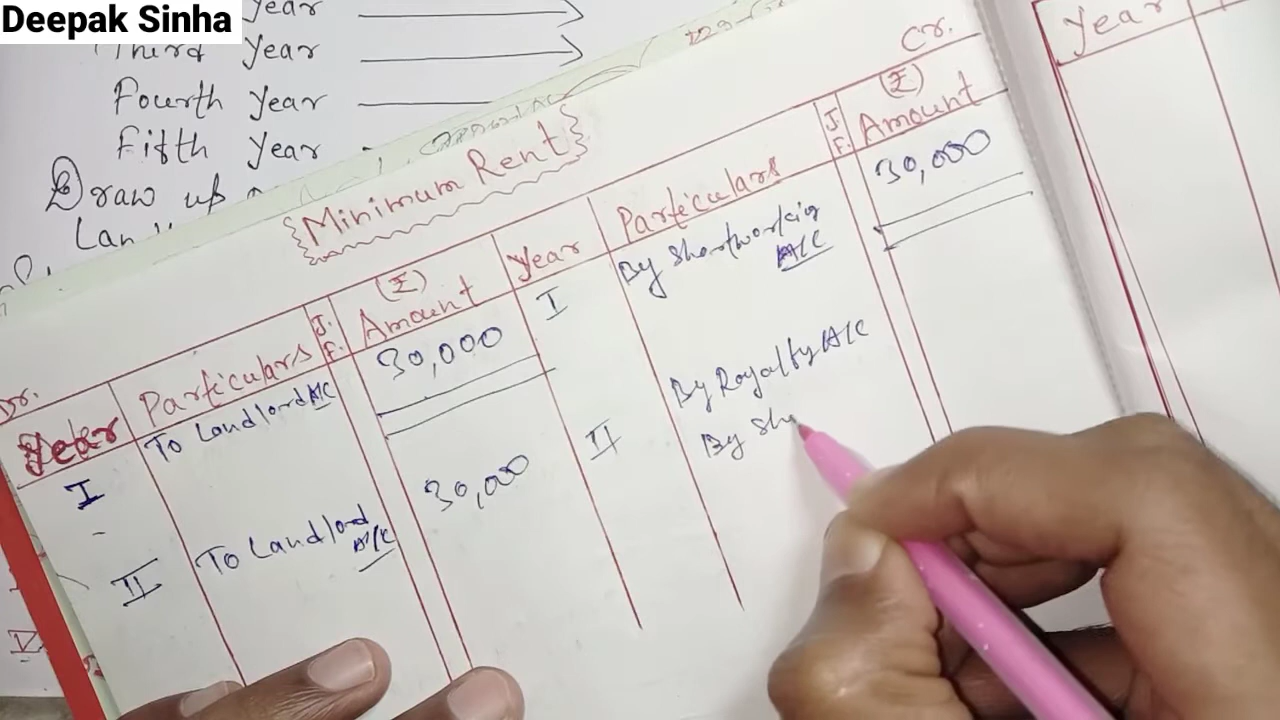 Deepak Sinha
Year
Third Year
Fourth Year
Fifth Year
Draw up
Minimum Rent
Dr.
Cr.
Year
Particulars
J.
F.
(₹)
Amount
Year
Particulars
J.
F.
(₹)
Amount
Year
I
To Landlord A/C
30,000
I
By Shortworking
A/C
30,000
II
To Landlord
A/C
30,000
II
By Royalty A/C
By Sho